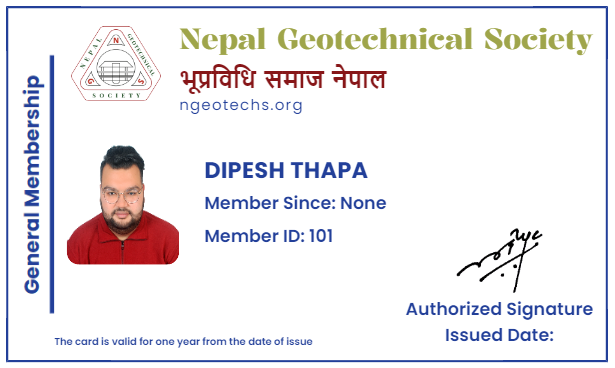 Nepal Geotechnical Society
भूप्रविधि समाज नेपाल
ngeotechs.org
NEPAL GEOTECHNICAL SOCIETY
N
G S
General Membership
DIPESH THAPA
Member Since: None
Member ID: 101
Authorized Signature
Issued Date:
The card is valid for one year from the date of issue